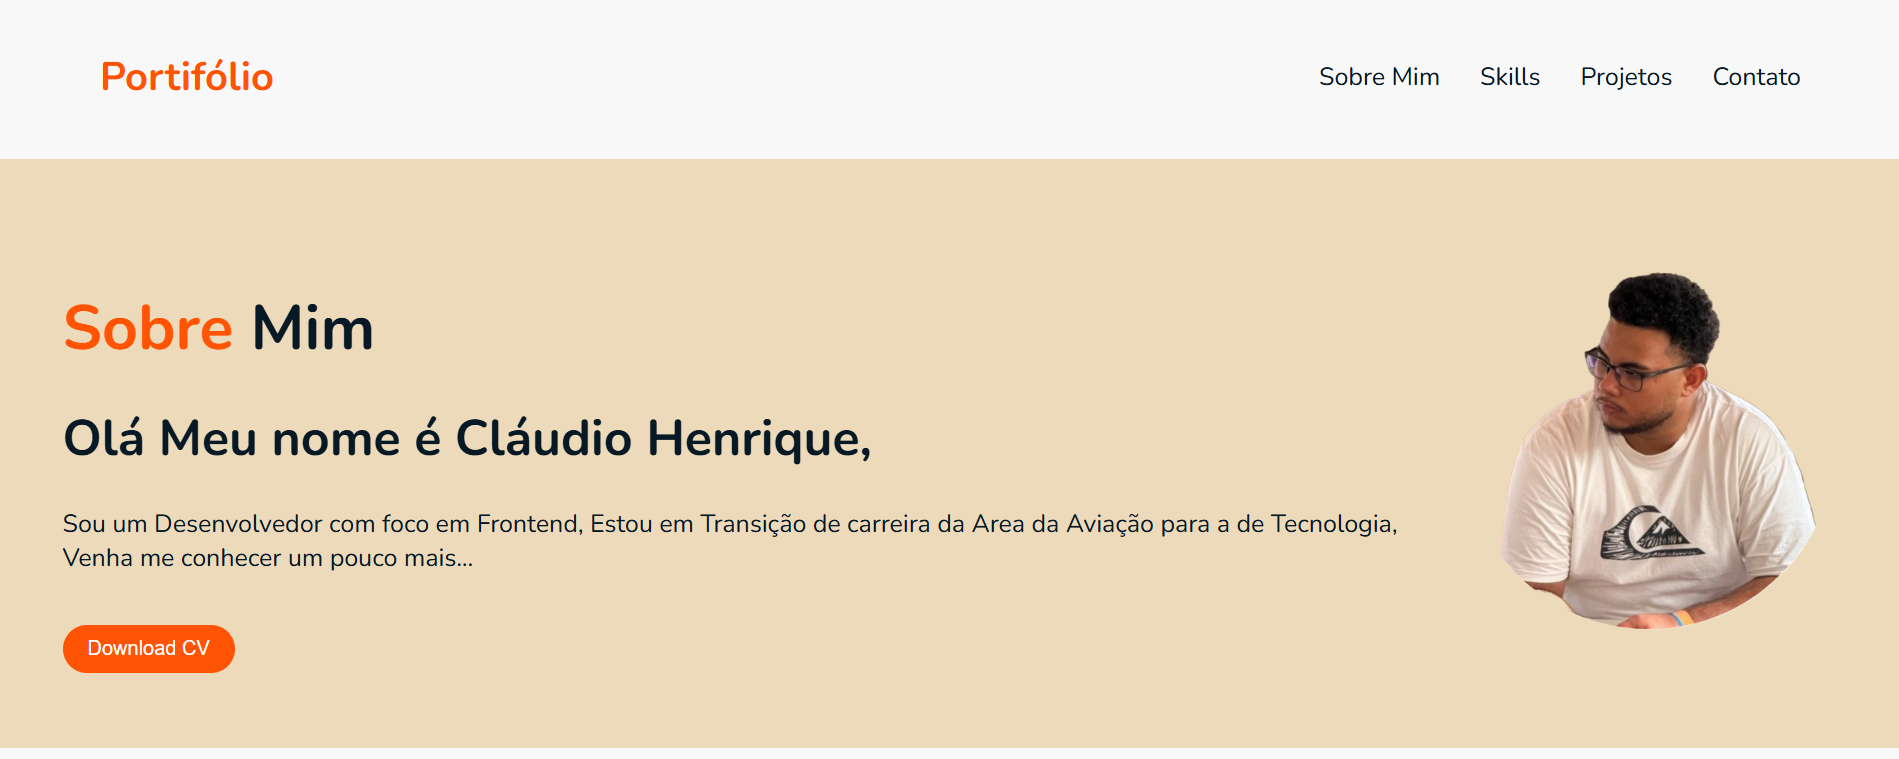 Portifólio
Sobre Mim Skills Projetos Contato
Sobre Mim
Olá Meu nome é Cláudio Henrique,
Sou um Desenvolvedor com foco em Frontend, Estou em Transição de carreira da Area da Aviação para a de Tecnologia,
Venha me conhecer um pouco mais...
Download CV